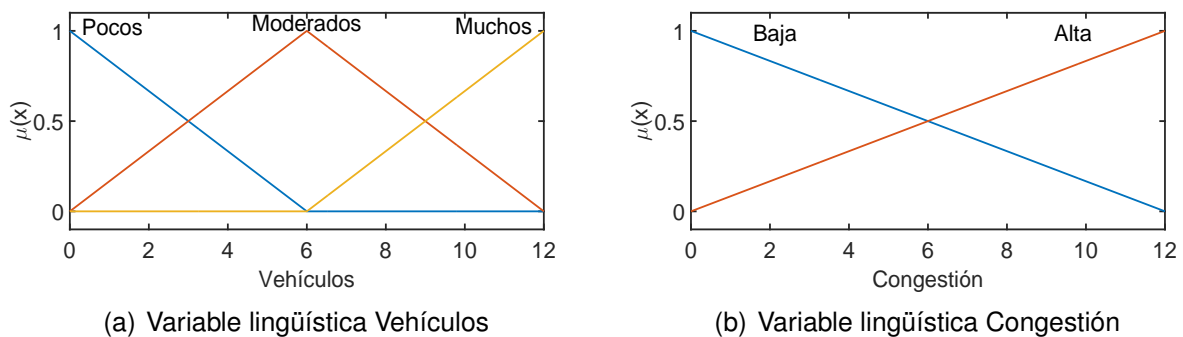 Pocos
Moderados
Muchos
1
0.5
0
μ(x)
0
2
4
6
8
10
12
Vehículos
(a) Variable lingüística Vehículos
Baja
Alta
1
0.5
0
μ(x)
0
2
4
6
8
10
12
Congestión
(b) Variable lingüística Congestión